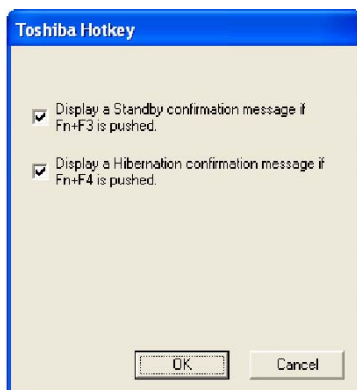 Toshiba Hotkey
Display a Standby confirmation message if
Fn+F3 is pushed.
Display a Hibernation confirmation message if
Fn+F4 is pushed.
OK
Cancel